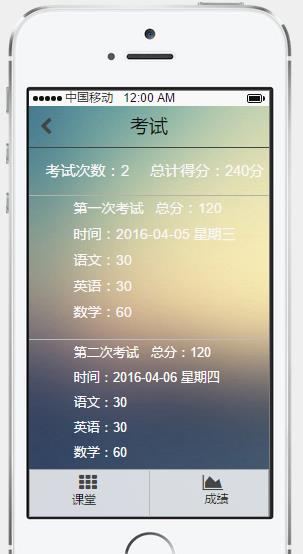 中国移动 12:00 AM
考试
考试次数：2 总计得分：240分
第一次考试 总分：120
时间：2016-04-05 星期三
语文：30
英语：30
数学：60
第二次考试 总分：120
时间：2016-04-06 星期四
语文：30
英语：30
数学：60
课堂 成绩